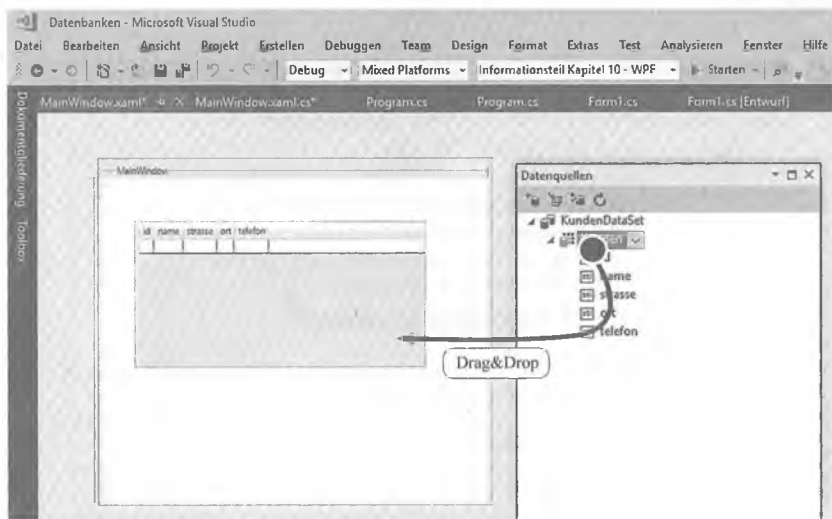 Datenbanken - Microsoft Visual Studio
Datei Bearbeiten Ansicht Projekt Erstellen Debuggen Team Design Format Extras Test Analysieren Fenster Hilfe
Debug Mixed Platforms Informationsteil Kapitel 10 - WPF Starten
MainWindow.xaml* MainWindow.xaml.cs* Program.cs Program.cs Form1.cs Form1.cs [Entwurf]
Dokumentgliederung
Toolbox
MainWindow
id name strasse ort telefon
Datenquellen
KundenDataSet
name
strasse
ort
telefon
Drag&Drop